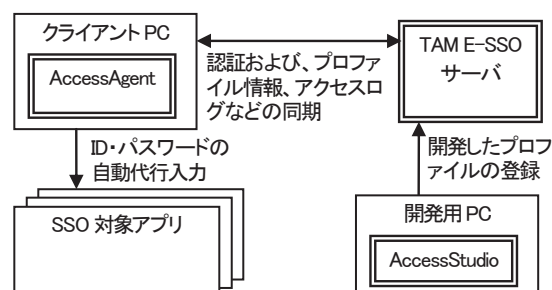 クライアント PC
AccessAgent
認証および、プロファ
イル情報、アクセスロ
グなどの同期
TAM E-SSO
サーバ
ID・パスワードの
自動代行入力
開発したプロフ
ァイルの登録
SSO 対象アプリ
開発用 PC
AccessStudio